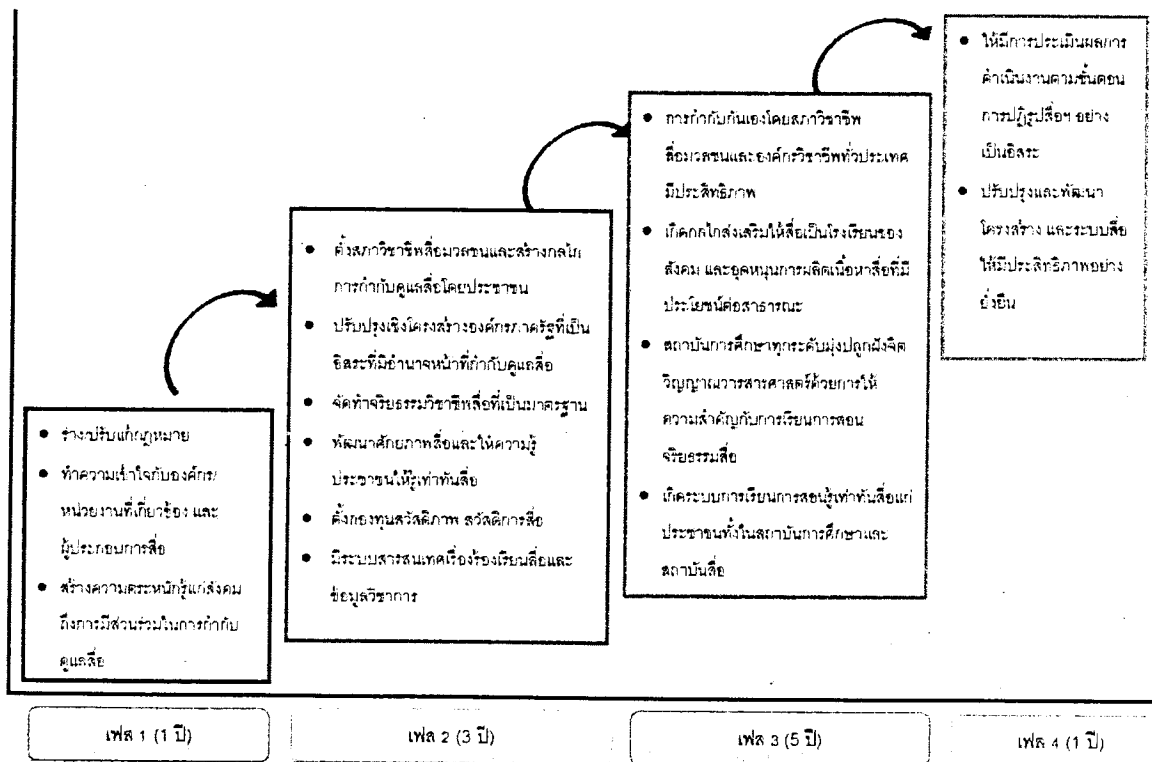 ● ร่าง/ปรับแก้กฎหมาย
● ทำความเข้าใจกับองค์กร/
หน่วยงานที่เกี่ยวข้อง และ
ผู้ประกอบการสื่อ
● สร้างความตระหนักรู้แก่สังคม
ถึงการมีส่วนร่วมในการกำกับ
ดูแลสื่อ
● ตั้งสภาวิชาชีพสื่อมวลชนและสร้างกลไก
การกำกับดูแลสื่อโดยประชาชน
● ปรับปรุงเชิงโครงสร้างองค์กรภาครัฐที่เป็น
อิสระที่มีอำนาจหน้าที่กำกับดูแลสื่อ
● จัดทำจริยธรรมวิชาชีพสื่อที่เป็นมาตรฐาน
● พัฒนาศักยภาพสื่อและให้ความรู้
ประชาชนให้รู้เท่าทันสื่อ
● ตั้งกองทุนสวัสดิภาพ สวัสดิการสื่อ
● มีระบบสารสนเทศเรื่องร้องเรียนสื่อและ
ข้อมูลวิชาการ
● การกำกับกันเองโดยสภาวิชาชีพ
สื่อมวลชนและองค์กรวิชาชีพทั่วประเทศ
มีประสิทธิภาพ
● เกิดกลไกส่งเสริมให้สื่อเป็นโรงเรียนของ
สังคม และอุดหนุนการผลิตเนื้อหาสื่อที่มี
ประโยชน์ต่อสาธารณะ
● สถาบันการศึกษาทุกระดับมุ่งปลูกฝังจิต
วิญญาณวารสารศาสตร์ด้วยการให้
ความสำคัญกับการเรียนการสอน
จริยธรรมสื่อ
● เกิดระบบการเรียนการสอนรู้เท่าทันสื่อแก่
ประชาชนทั้งในสถาบันการศึกษาและ
สถาบันสื่อ
● ให้มีการประเมินผลการ
ดำเนินงานตามขั้นตอน
การปฏิรูปสื่อฯ อย่าง
เป็นอิสระ
● ปรับปรุงและพัฒนา
โครงสร้าง และระบบสื่อ
ให้มีประสิทธิภาพอย่าง
ยั่งยืน
เฟส 1 (1 ปี)
เฟส 2 (3 ปี)
เฟส 3 (5 ปี)
เฟส 4 (1 ปี)